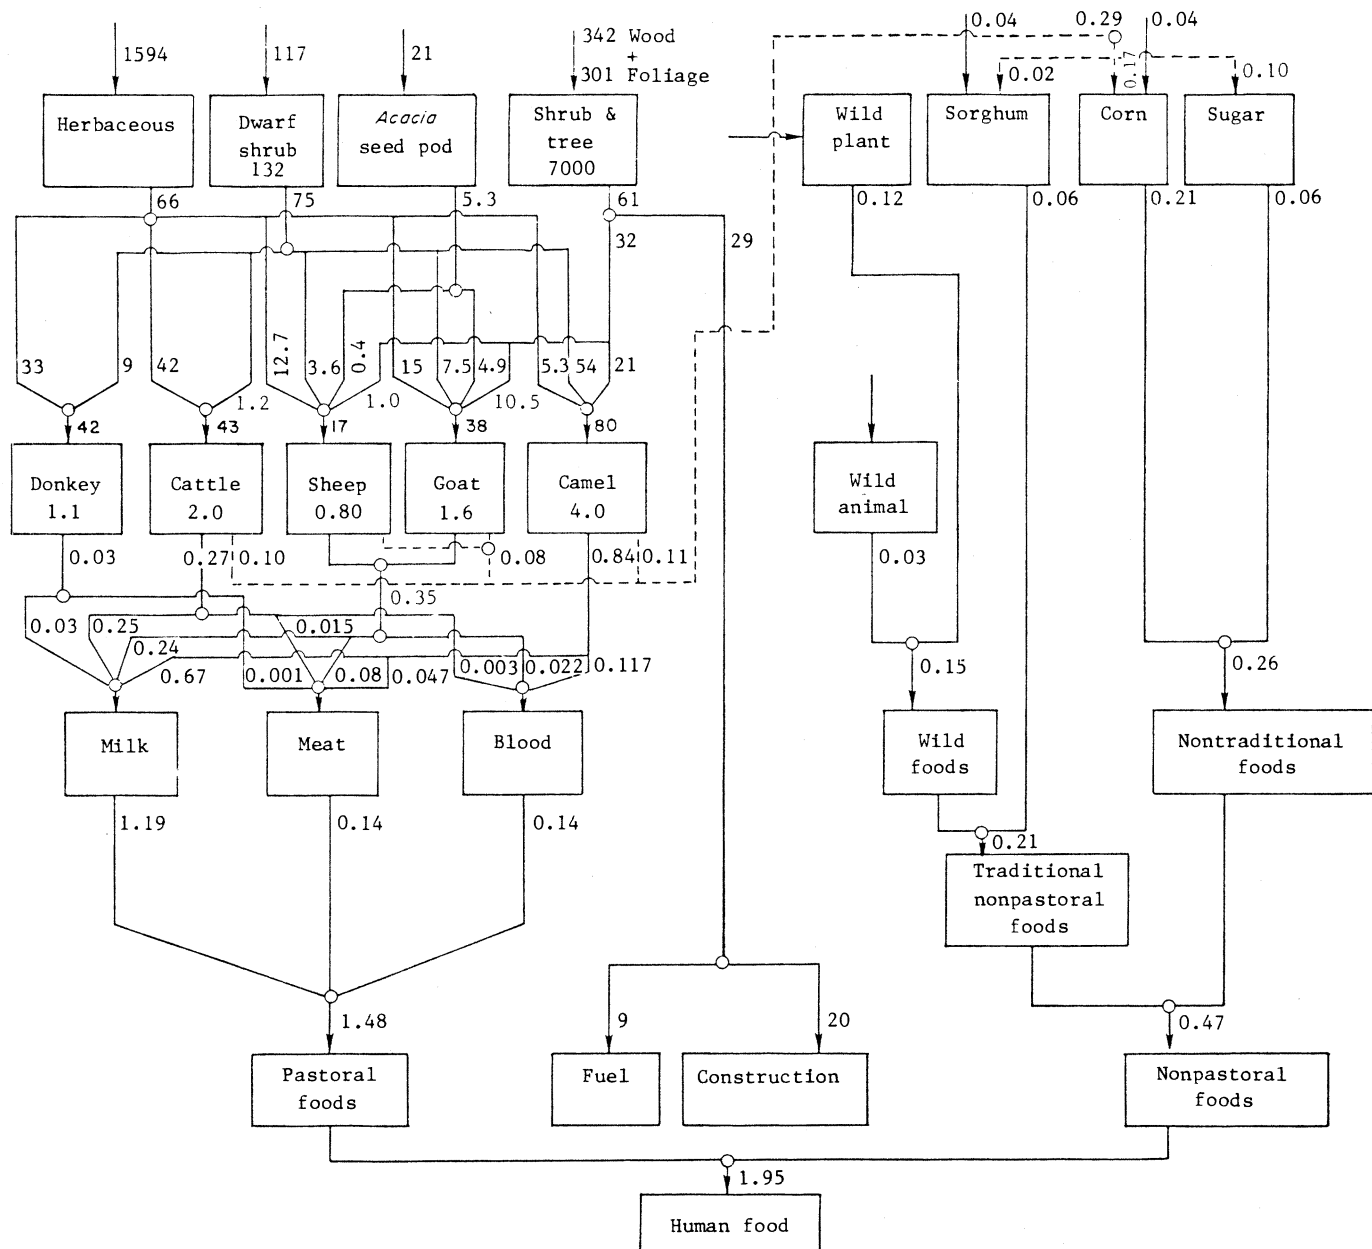 0.04
0.29
0.04
1594
117
21
342 Wood
+
301 Foliage
0.02
0.17
0.10
Herbaceous
Dwarf
shrub
132
Acacia
seed pod
Shrub &
tree
7000
Wild
plant
Sorghum
Corn
Sugar
66
75
5.3
61
0.12
0.06
0.21
0.06
32
29
33
9
42
1.2
12.7
3.6
0.4
1.0
15
7.5
4.9
10.5
5.3
54
21
42
43
17
38
80
Donkey
1.1
Cattle
2.0
Sheep
0.80
Goat
1.6
Camel
4.0
Wild
animal
0.03
0.27
0.10
0.08
0.84
0.11
0.03
0.35
0.03
0.25
0.24
0.67
0.015
0.001
0.08
0.047
0.003
0.022
0.117
0.15
0.26
Milk
Meat
Blood
Wild
foods
Nontraditional
foods
1.19
0.14
0.14
0.21
Traditional
nonpastoral
foods
1.48
9
20
0.47
Pastoral
foods
Fuel
Construction
Nonpastoral
foods
1.95
Human food